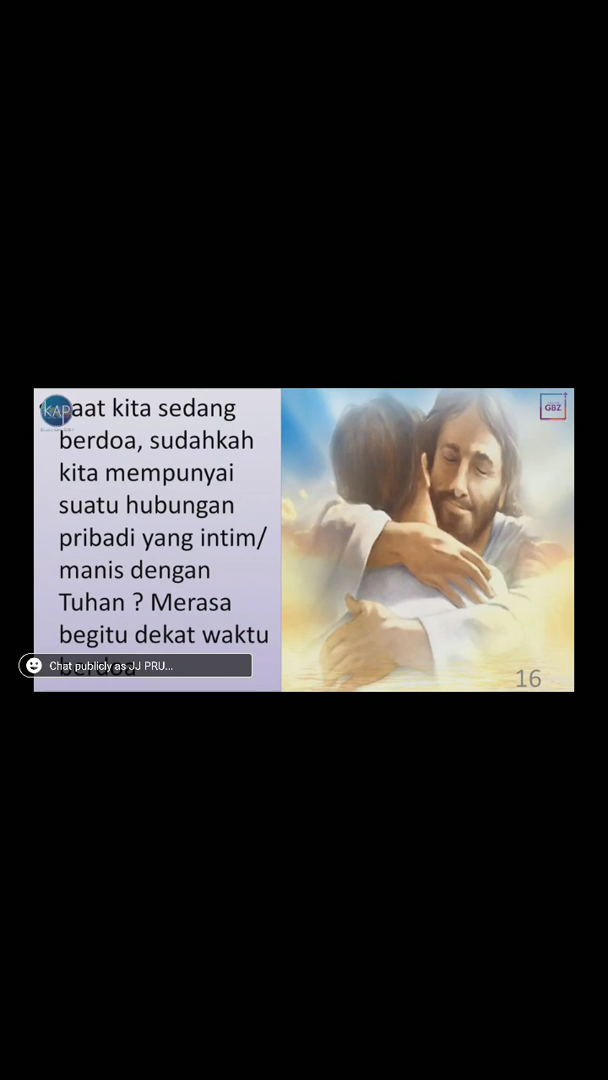 KAP
aat kita sedang
berdoa, sudahkah
kita mempunyai
suatu hubungan
pribadi yang intim/
manis dengan
Tuhan ? Merasa
begitu dekat waktu
berdoa
Chat publicly as JJ PRU...
GBZ
16